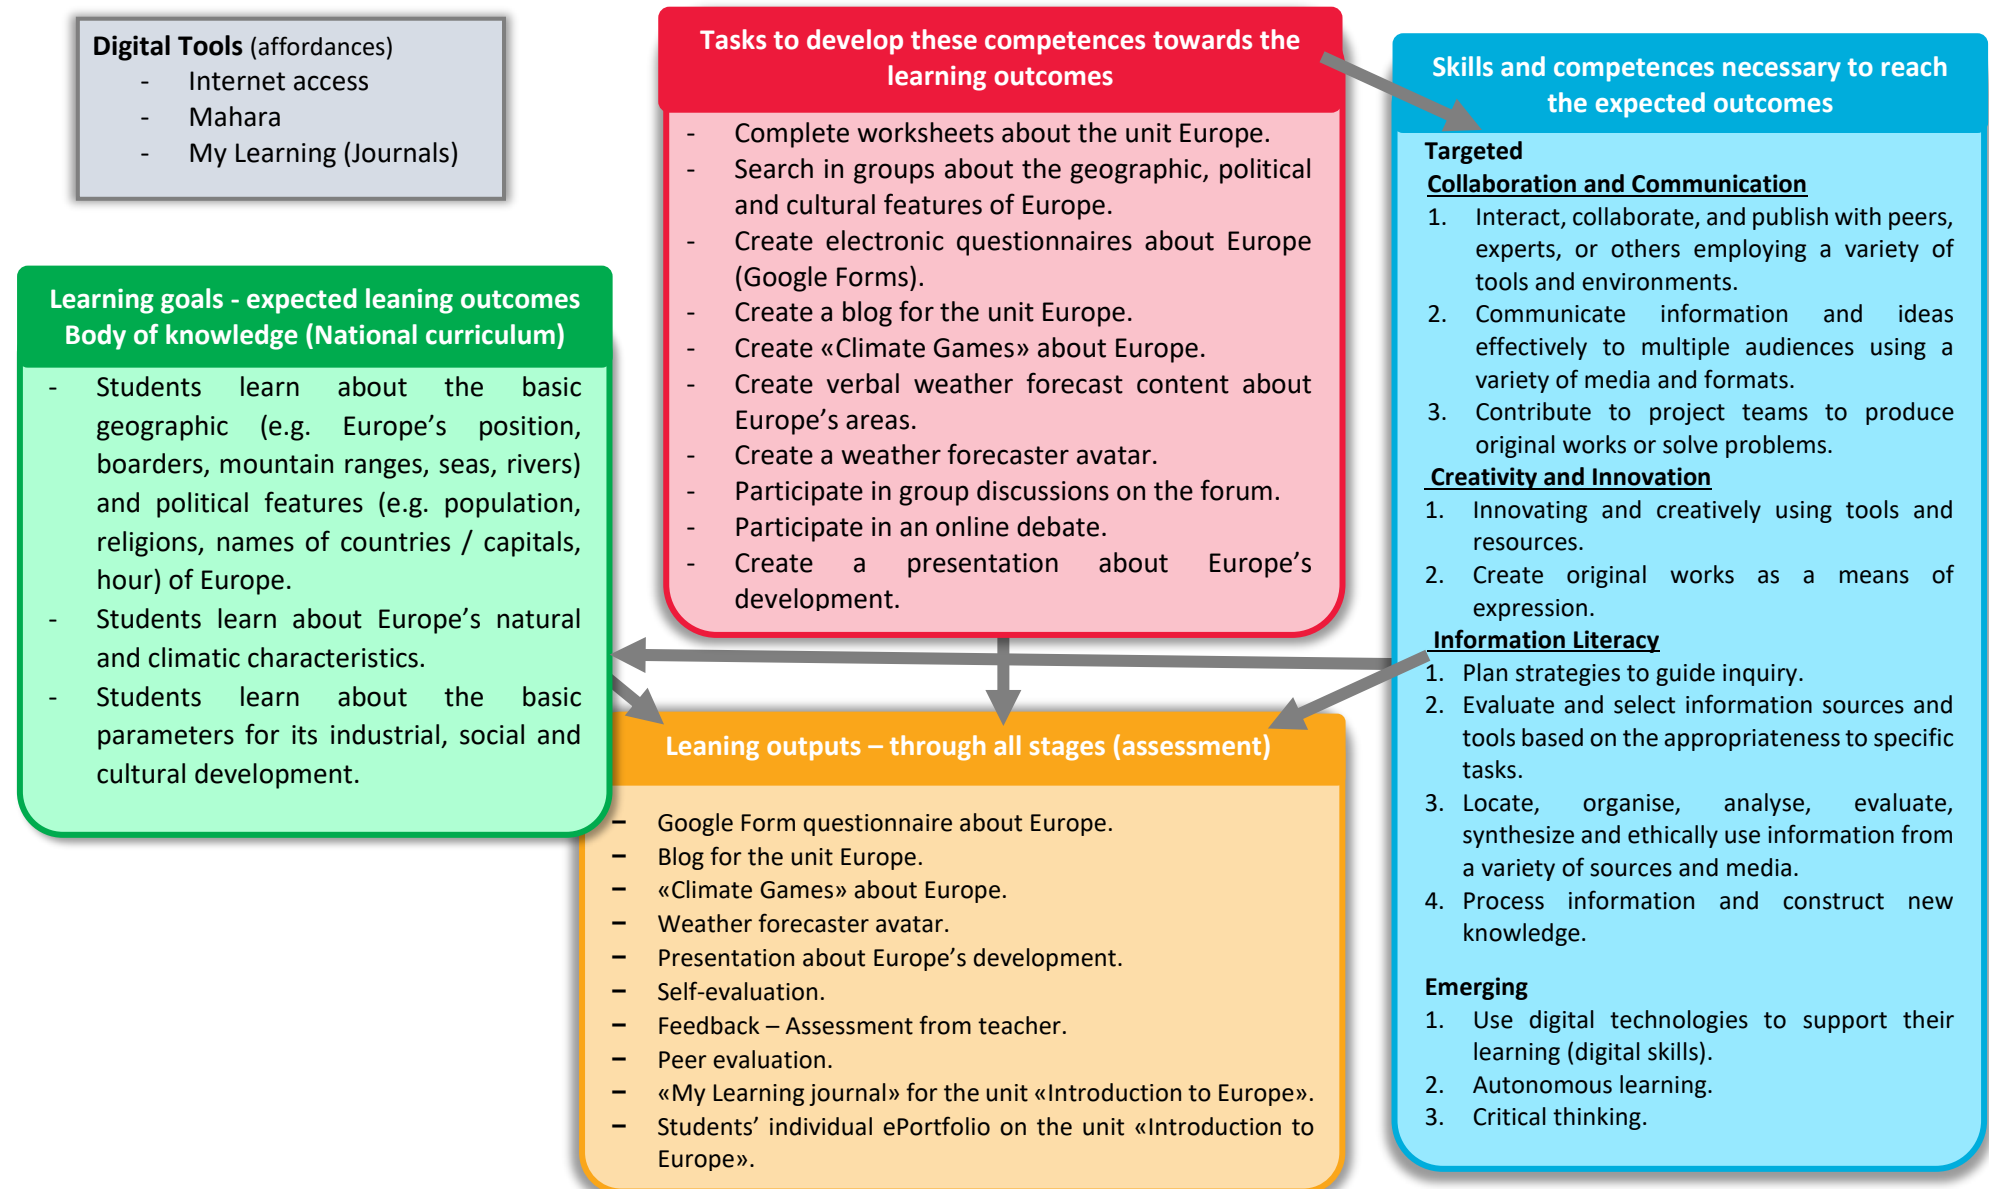 Digital Tools (affordances)
- Internet access
- Mahara
- My Learning (Journals)
Learning goals - expected leaning outcomes
Body of knowledge (National curriculum)
- Students learn about the basic
geographic (e.g. Europe’s position,
boarders, mountain ranges, seas, rivers)
and political features (e.g. population,
religions, names of countries / capitals,
hour) of Europe.
- Students learn about Europe’s natural
and climatic characteristics.
- Students learn about the basic
parameters for its industrial, social and
cultural development.
Tasks to develop these competences towards the
learning outcomes
- Complete worksheets about the unit Europe.
- Search in groups about the geographic, political
and cultural features of Europe.
- Create electronic questionnaires about Europe
(Google Forms).
- Create a blog for the unit Europe.
- Create «Climate Games» about Europe.
- Create verbal weather forecast content about
Europe’s areas.
- Create a weather forecaster avatar.
- Participate in group discussions on the forum.
- Participate in an online debate.
- Create a presentation about Europe’s
development.
Leaning outputs – through all stages (assessment)
– Google Form questionnaire about Europe.
– Blog for the unit Europe.
– «Climate Games» about Europe.
– Weather forecaster avatar.
– Presentation about Europe’s development.
– Self-evaluation.
– Feedback – Assessment from teacher.
– Peer evaluation.
– «My Learning journal» for the unit «Introduction to Europe».
– Students’ individual ePortfolio on the unit «Introduction to
Europe».
Skills and competences necessary to reach
the expected outcomes
Targeted
Collaboration and Communication
1. Interact, collaborate, and publish with peers,
experts, or others employing a variety of
tools and environments.
2. Communicate information and ideas
effectively to multiple audiences using a
variety of media and formats.
3. Contribute to project teams to produce
original works or solve problems.
Creativity and Innovation
1. Innovating and creatively using tools and
resources.
2. Create original works as a means of
expression.
Information Literacy
1. Plan strategies to guide inquiry.
2. Evaluate and select information sources and
tools based on the appropriateness to specific
tasks.
3. Locate, organise, analyse, evaluate,
synthesize and ethically use information from
a variety of sources and media.
4. Process information and construct new
knowledge.
Emerging
1. Use digital technologies to support their
learning (digital skills).
2. Autonomous learning.
3. Critical thinking.